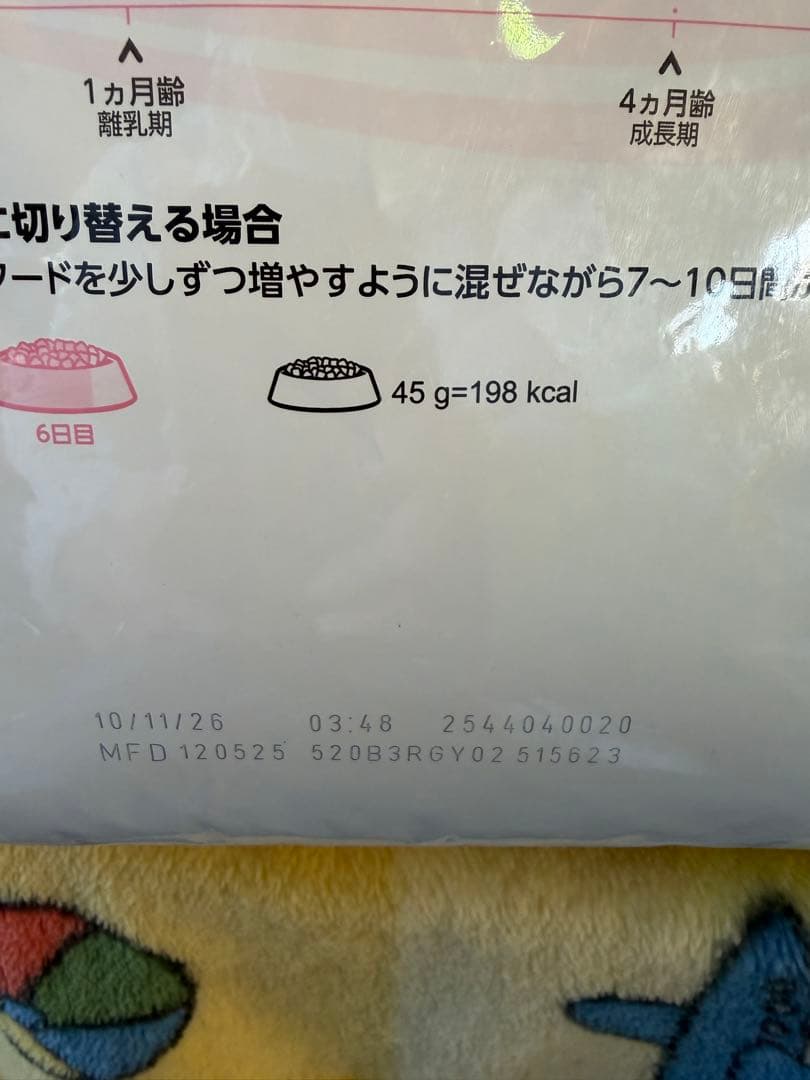 1ヵ月齢
離乳期
4ヵ月齢
成長期
に切り替える場合
フードを少しずつ増やすように混ぜながら7〜10日間
6日目
45 g=198 kcal
10/11/26 03:48 2544040020
MFD 120525 520B3RGY02 515623